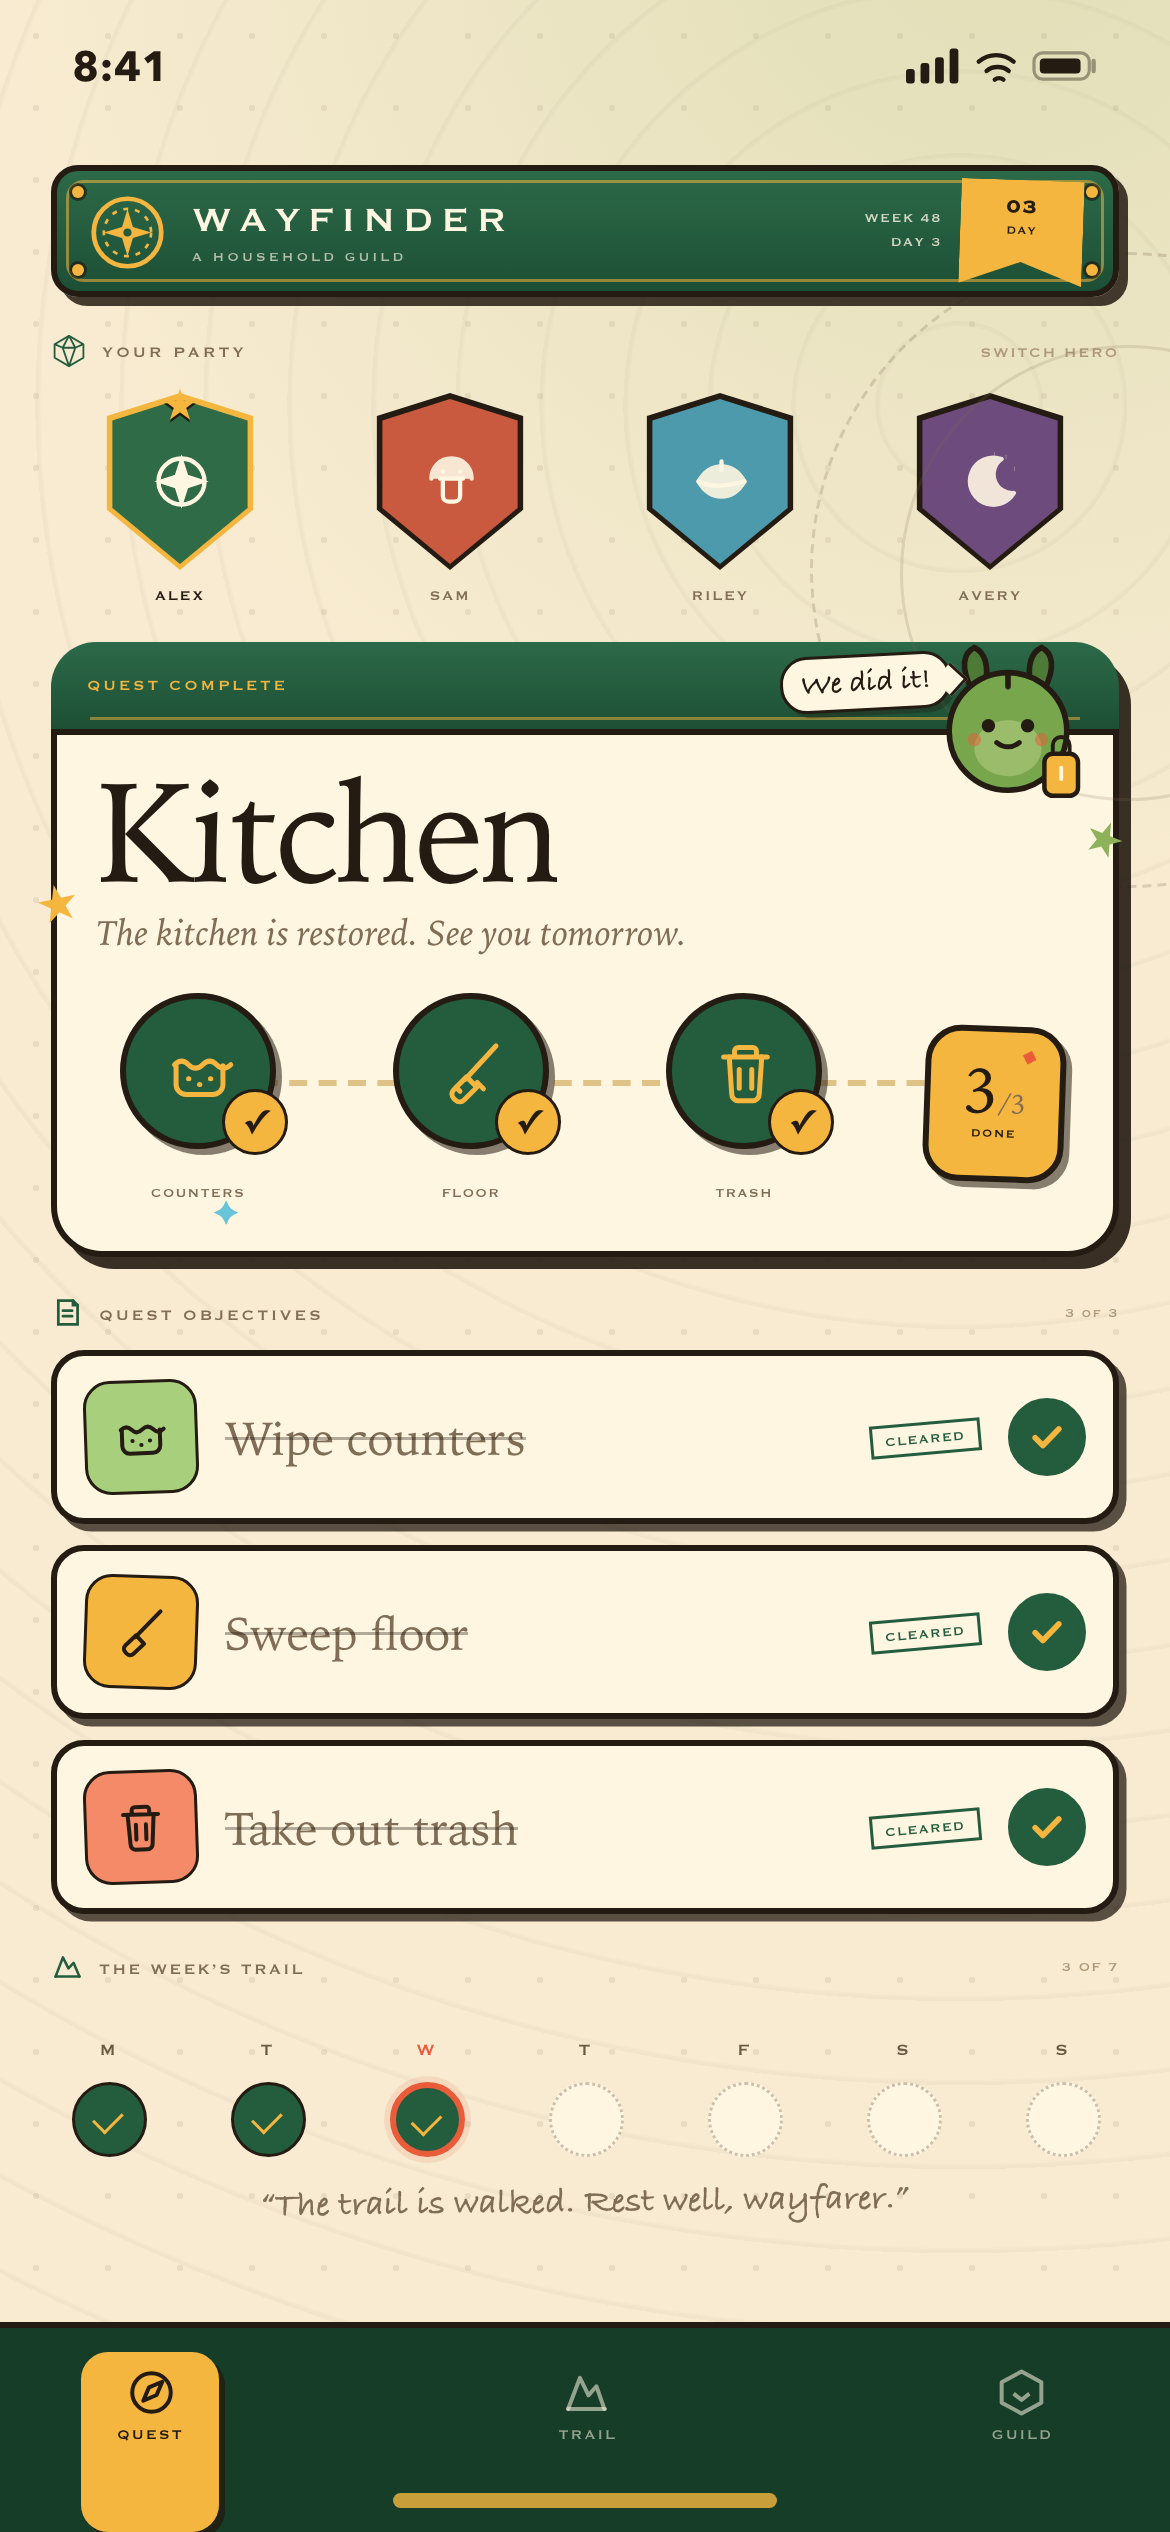 8:41
WAYFINDER
A HOUSEHOLD GUILD
WEEK 48
DAY 3
03
DAY
YOUR PARTY
SWITCH HERO
ALEX
SAM
RILEY
AVERY
QUEST COMPLETE
We did it!
Kitchen
The kitchen is restored. See you tomorrow.
3/3
DONE
COUNTERS
FLOOR
TRASH
QUEST OBJECTIVES
3 OF 3
Wipe counters
CLEARED
Sweep floor
CLEARED
Take out trash
CLEARED
THE WEEK’S TRAIL
3 OF 7
M T W T F S S
“The trail is walked. Rest well, wayfarer.”
QUEST
TRAIL
GUILD